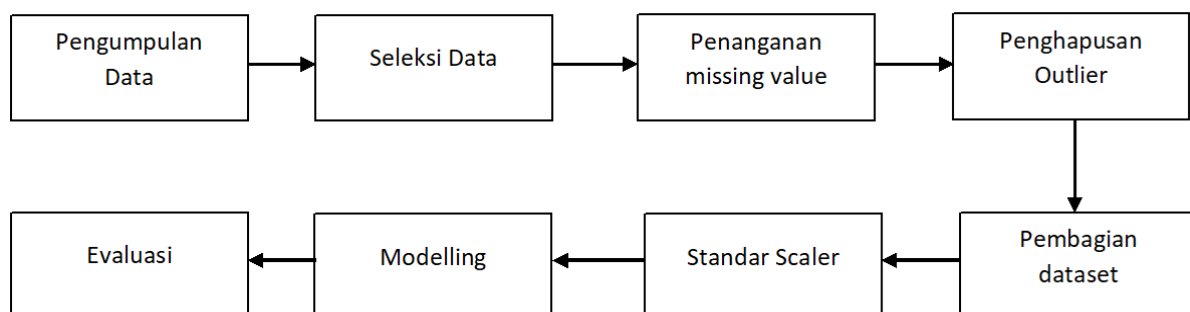 Pengumpulan
Data
Seleksi Data
Penanganan
missing value
Penghapusan
Outlier
Pembagian
dataset
Standar Scaler
Modelling
Evaluasi